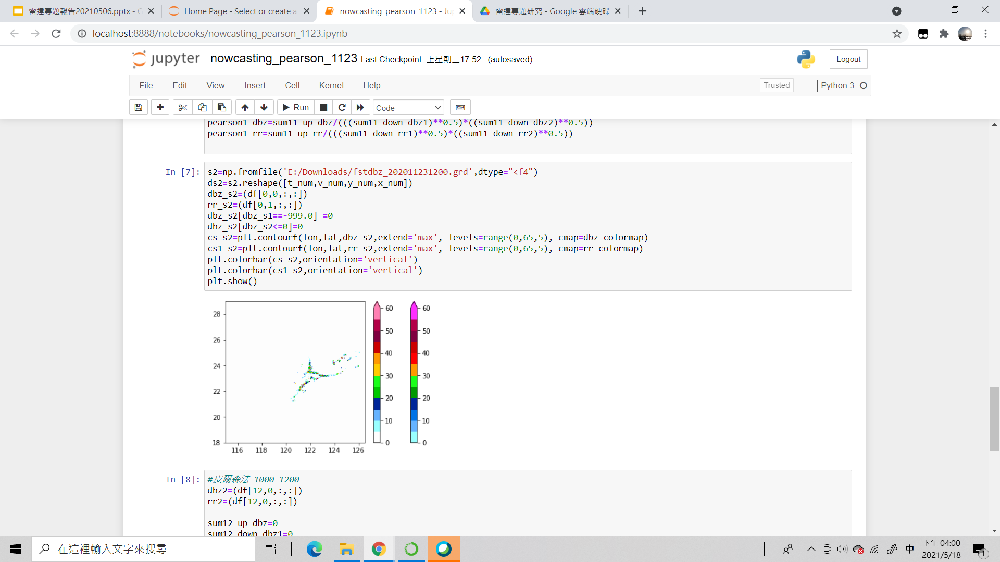 雷達專題報告20210506.pptx - G
Home Page - Select or create a
nowcasting_pearson_1123 - Jup
雷達專題研究 - Google 雲端硬碟
localhost:8888/notebooks/nowcasting_pearson_1123.ipynb
jupyter
nowcasting_pearson_1123 Last Checkpoint: 上星期三17:52 (autosaved)
Logout
File Edit View Insert Cell Kernel Help
Trusted
Python 3
Run
Code
pearson1_dbz=sum11_up_dbz/(((sum11_down_dbz1)**0.5)*((sum11_down_dbz2)**0.5))
pearson1_rr=sum11_up_rr/(((sum11_down_rr1)**0.5)*((sum11_down_rr2)**0.5))
In [7]:
s2=np.fromfile('E:/Downloads/fstdbz_202011231200.grd',dtype="<f4")
ds2=s2.reshape([t_num,v_num,y_num,x_num])
dbz_s2=(df[0,0,:,:])
rr_s2=(df[0,1,:,:])
dbz_s2[dbz_s1==-999.0] =0
dbz_s2[dbz_s2<=0]=0
cs_s2=plt.contourf(lon,lat,dbz_s2,extend='max', levels=range(0,65,5), cmap=dbz_colormap)
cs1_s2=plt.contourf(lon,lat,rr_s2,extend='max', levels=range(0,65,5), cmap=rr_colormap)
plt.colorbar(cs_s2,orientation='vertical')
plt.colorbar(cs1_s2,orientation='vertical')
plt.show()
28
26
24
22
20
18
116 118 120 122 124 126
60
50
40
30
20
10
0
60
50
40
30
20
10
0
In [8]:
#皮爾森法_1000-1200
dbz2=(df[12,0,:,:])
rr2=(df[12,0,:,:])
sum12_up_dbz=0
sum12_down_dbz1=0
在這裡輸入文字來搜尋
中
下午 04:00
2021/5/18
1